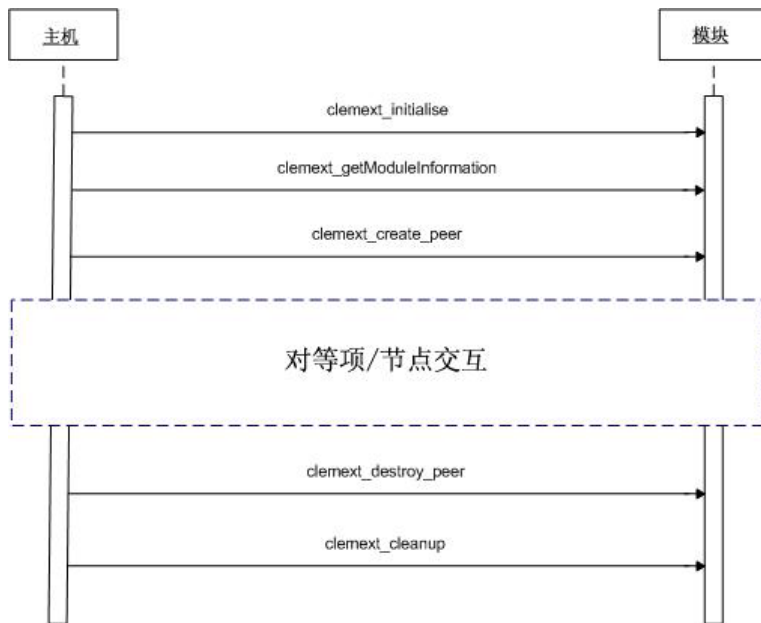 主机
模块
clemext_initialise
clemext_getModuleInformation
clemext_create_peer
对等项/节点交互
clemext_destroy_peer
clemext_cleanup